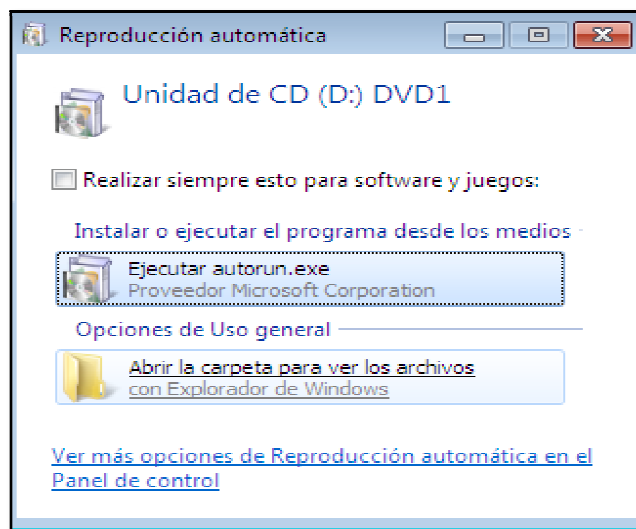 Reproducción automática
Unidad de CD (D:) DVD1
Realizar siempre esto para software y juegos:
Instalar o ejecutar el programa desde los medios
Ejecutar autorun.exe
Proveedor Microsoft Corporation
Opciones de Uso general
Abrir la carpeta para ver los archivos
con Explorador de Windows
Ver más opciones de Reproducción automática en el
Panel de control